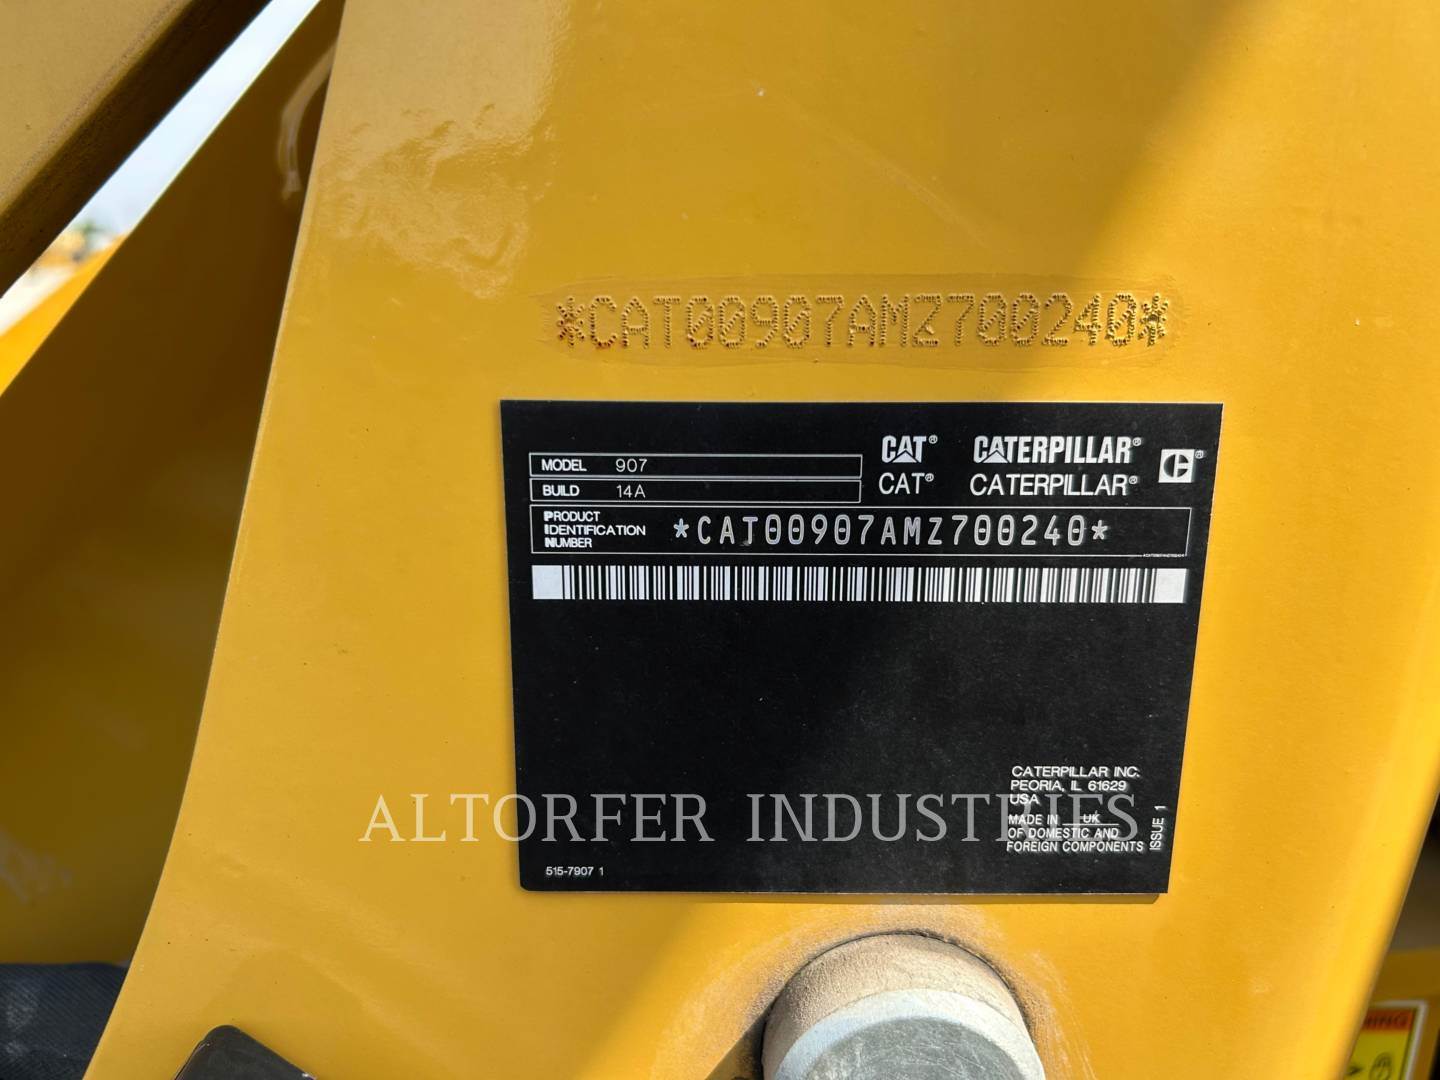 *CAT00907AMZ700240*
CAT® CATERPILLAR®
CAT® CATERPILLAR®
MODEL 907
BUILD 14A
PRODUCT
IDENTIFICATION
NUMBER
*CAT00907AMZ700240*
CATERPILLAR INC.
PEORIA, IL 61629
USA
MADE IN UK
OF DOMESTIC AND
FOREIGN COMPONENTS
ISSUE 1
515-7907 1
ALTORFER INDUSTRIES